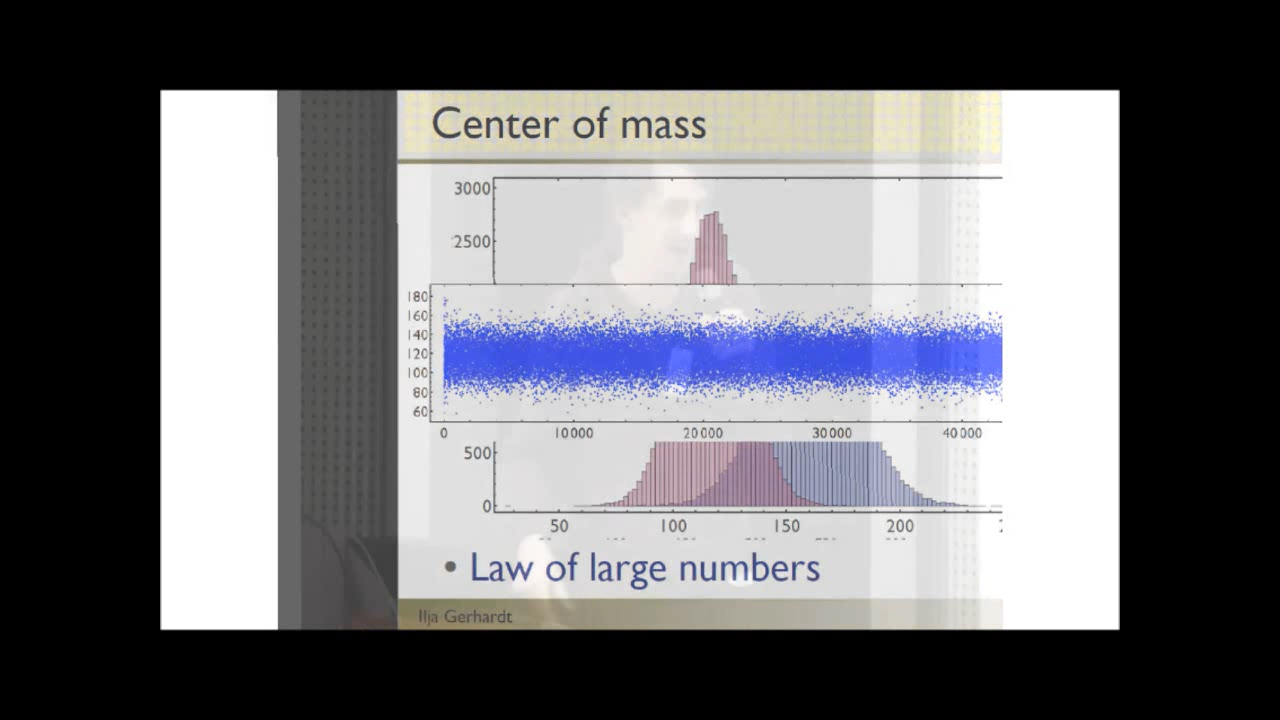 Center of mass
3000
2500
180
160
140
120
100
80
60
0 10000 20000 30000 40000
500
0
50 100 150 200
• Law of large numbers
Ilja Gerhardt